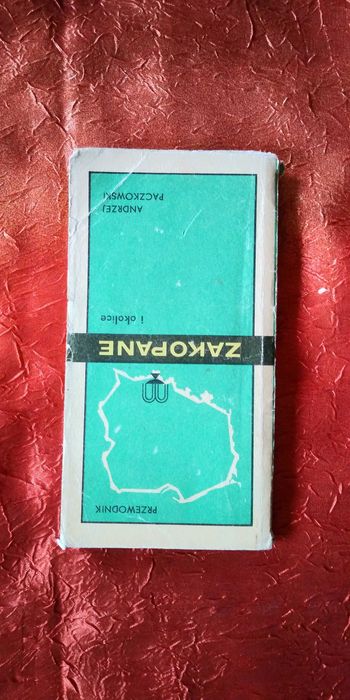 PRZEWODNIK
ZAKOPANE
i okolice
ANDRZEJ
PACZKOWSKI